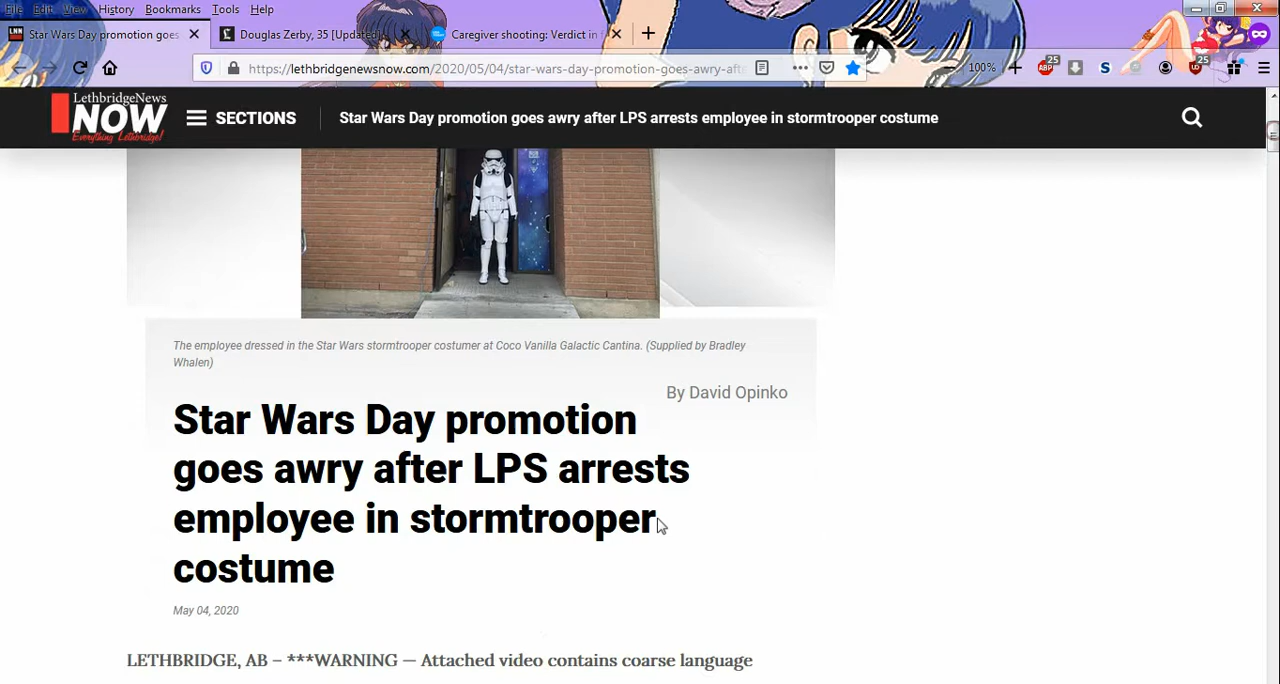 File Edit View History Bookmarks Tools Help
LNN Star Wars Day promotion goes
Douglas Zerby, 35 [Updated]
Caregiver shooting: Verdict in
https://lethbridgenewsnow.com/2020/05/04/star-wars-day-promotion-goes-awry-afte
100%
ABP 25
S
25
LethbridgeNews
NOW
Everything Lethbridge!
SECTIONS
Star Wars Day promotion goes awry after LPS arrests employee in stormtrooper costume
The employee dressed in the Star Wars stormtrooper costumer at Coco Vanilla Galactic Cantina. (Supplied by Bradley
Whalen)
By David Opinko
Star Wars Day promotion
goes awry after LPS arrests
employee in stormtrooper
costume
May 04, 2020
LETHBRIDGE, AB – ***WARNING — Attached video contains coarse language